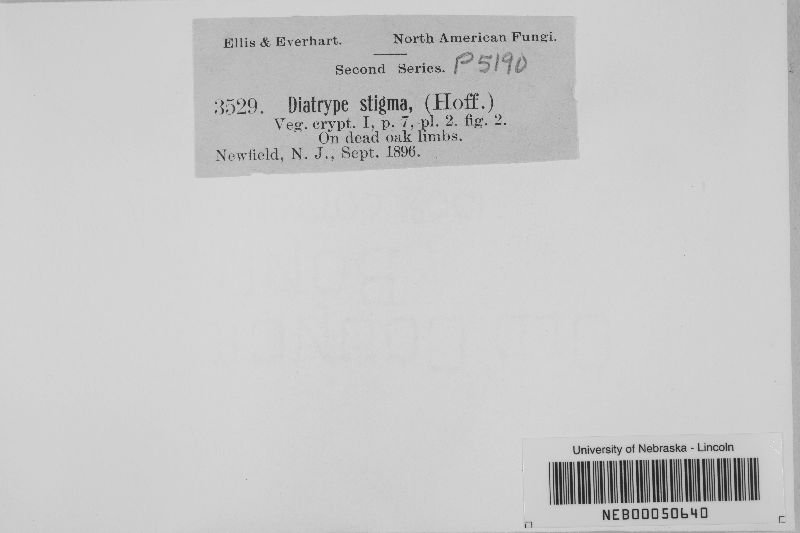 Ellis & Everhart. North American Fungi.
Second Series. P5190
3529. Diatrype stigma, (Hoff.)
Veg. crypt. I, p. 7, pl. 2. fig. 2.
On dead oak limbs.
Newfield, N. J., Sept. 1896.
University of Nebraska - Lincoln
NEB00050640